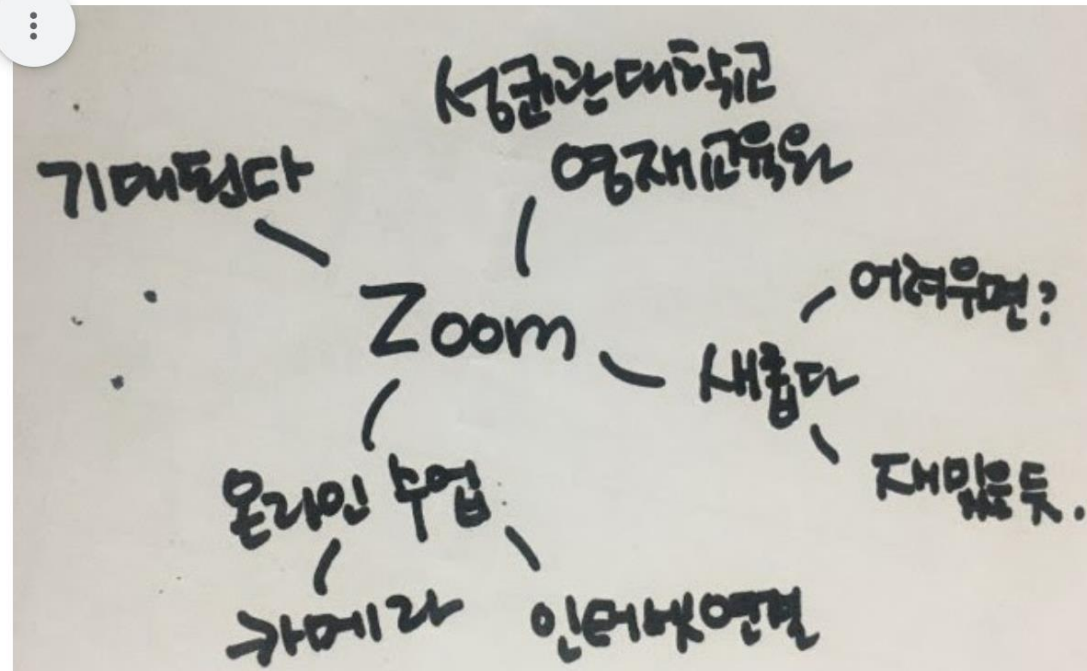 성균관대학교
영재교육원
기대된다
Zoom
어려우면?
새롭다
재밌을듯.
온라인 수업
카메라
인터넷연결